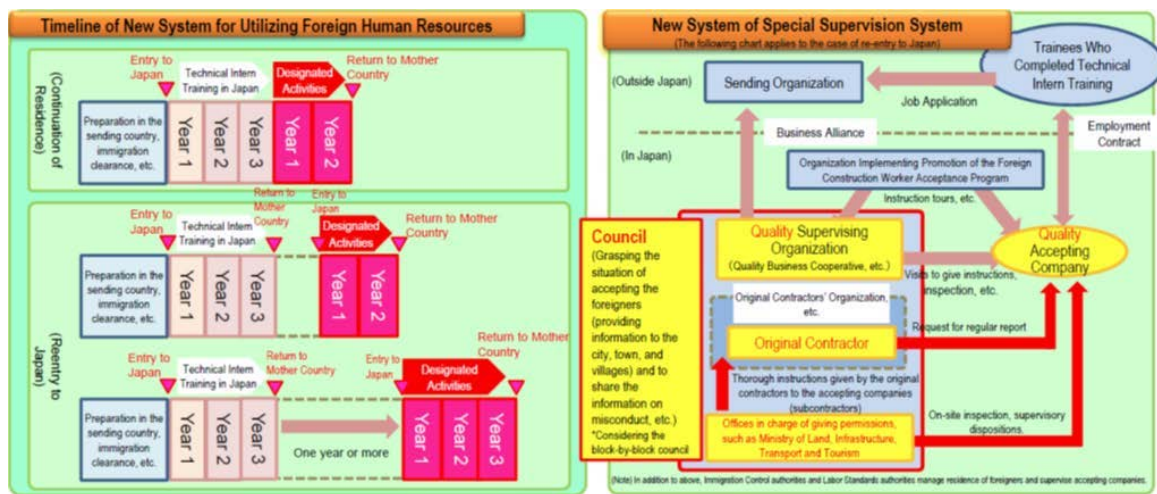 Timeline of New System for Utilizing Foreign Human Resources
(Continuation of
Residence)
Entry to
Japan
Technical Intern
Training in Japan
Designated
Activities
Return to Mother
Country
Preparation in the
sending country,
immigration
clearance, etc.
Year 1
Year 2
Year 3
Year 1
Year 2
(Reentry to
Japan)
Entry to
Japan
Technical Intern
Training in Japan
Return to
Mother
Country
Entry to
Japan
Designated
Activities
Return to Mother
Country
Preparation in the
sending country,
immigration
clearance, etc.
Year 1
Year 2
Year 3
Year 1
Year 2
Entry to
Japan
Technical Intern
Training in Japan
Return to
Mother Country
Entry to
Japan
Designated
Activities
Return to Mother
Country
Preparation in the
sending country,
immigration
clearance, etc.
Year 1
Year 2
Year 3
One year or more
Year 1
Year 2
Year 3
New System of Special Supervision System
(The following chart applies to the case of re-entry to Japan)
Trainees Who
Completed Technical
Intern Training
(Outside Japan)
Sending Organization
Job Application
Business Alliance
Employment
Contract
(In Japan)
Organization Implementing Promotion of the Foreign
Construction Worker Acceptance Program
Instruction tours, etc.
Council
(Grasping the
situation of
accepting the
foreigners
(providing
information to the
city, town, and
villages) and to
share the
information on
misconduct, etc.)
*Considering the
block-by-block council
Quality Supervising
Organization
(Quality Business Cooperative, etc.)
Quality
Accepting
Company
Visits to give instructions,
inspection, etc.
Original Contractors' Organization,
etc.
Original Contractor
Request for regular report
Thorough instructions given by the original
contractors to the accepting companies
(subcontractors)
Offices in charge of giving permissions,
such as Ministry of Land, Infrastructure,
Transport and Tourism
On-site inspection, supervisory
dispositions,
(Note) In addition to above, Immigration Control authorities and Labor Standards authorities manage residence of foreigners and supervise accepting companies.